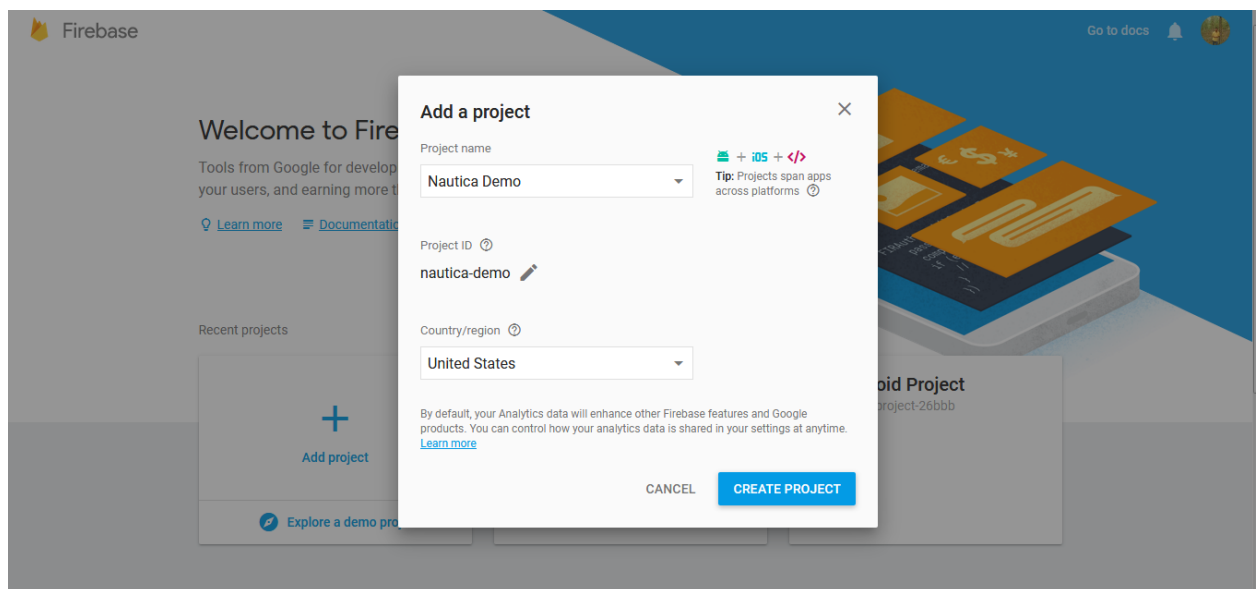 Firebase
Go to docs
Welcome to Fire
Tools from Google for develop
your users, and earning more t
Learn more
Documentatic
Recent projects
Add project
Explore a demo pro
Add a project
Project name
Nautica Demo
+ iOS + </>
Tip: Projects span apps
across platforms
Project ID
nautica-demo
Country/region
United States
By default, your Analytics data will enhance other Firebase features and Google
products. You can control how your analytics data is shared in your settings at anytime.
Learn more
CANCEL
CREATE PROJECT
oid Project
project-26bbb